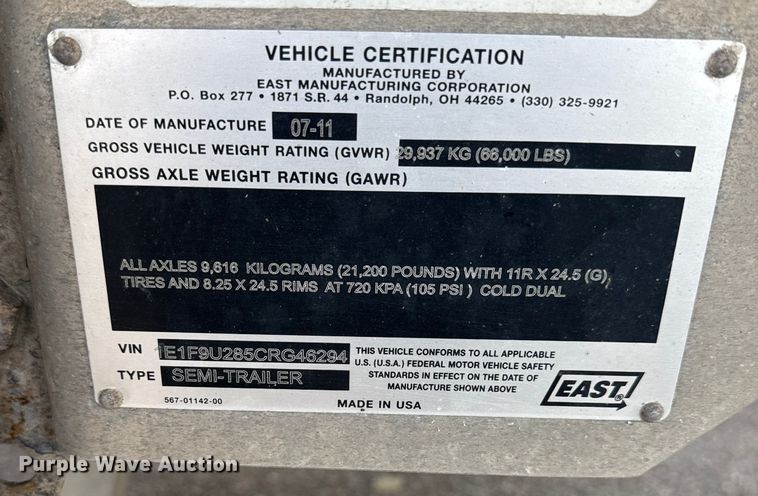 VEHICLE CERTIFICATION
MANUFACTURED BY
EAST MANUFACTURING CORPORATION
P.O. Box 277 • 1871 S.R. 44 • Randolph, OH 44265 • (330) 325-9921
DATE OF MANUFACTURE 07-11
GROSS VEHICLE WEIGHT RATING (GVWR) 29,937 KG (66,000 LBS)
GROSS AXLE WEIGHT RATING (GAWR)
ALL AXLES 9,616 KILOGRAMS (21,200 POUNDS) WITH 11R X 24.5 (G)
TIRES AND 8.25 X 24.5 RIMS AT 720 KPA (105 PSI ) COLD DUAL
VIN 1E1F9U285CRG46294
TYPE SEMI-TRAILER
THIS VEHICLE CONFORMS TO ALL APPLICABLE
U.S. (U.S.A.) FEDERAL MOTOR VEHICLE SAFETY
STANDARDS IN EFFECT ON THE DATE OF
MANUFACTURE SHOWN ABOVE
EAST®
567-01142-00
MADE IN USA
Purple Wave Auction